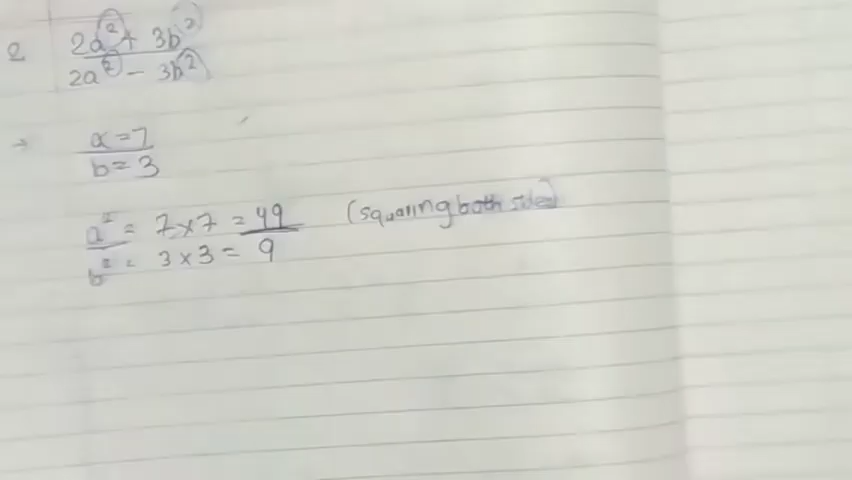 2 2a² + 3b²
2a² - 3b²
→ a = 7
b = 3
a² = 7 × 7 = 49 (squaring both sides)
b² = 3 × 3 = 9